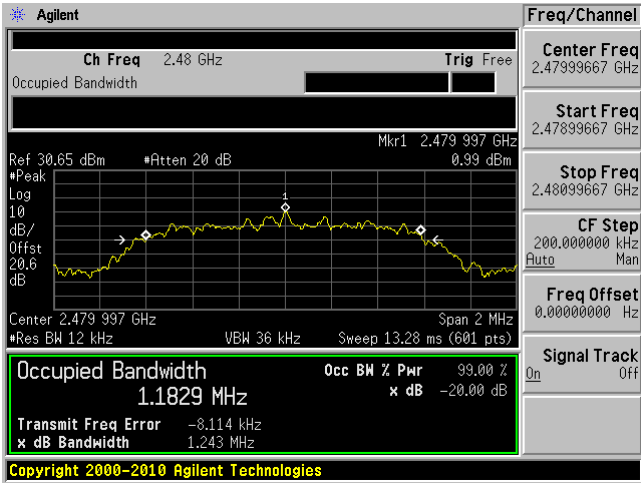 Agilent
Freq/Channel
Ch Freq 2.48 GHz Trig Free
Occupied Bandwidth
Center Freq
2.47999667 GHz
Start Freq
2.47899667 GHz
Stop Freq
2.48099667 GHz
CF Step
200.000000 kHz
Auto Man
Freq Offset
0.00000000 Hz
Signal Track
On Off
Mkr1 2.479 997 GHz
Ref 30.65 dBm #Atten 20 dB 0.99 dBm
#Peak
Log
10
dB/
Offst
20.6
dB
1
Center 2.479 997 GHz Span 2 MHz
#Res BW 12 kHz VBW 36 kHz Sweep 13.28 ms (601 pts)
Occupied Bandwidth Occ BW % Pwr 99.00 %
1.1829 MHz x dB -20.00 dB
Transmit Freq Error -8.114 kHz
x dB Bandwidth 1.243 MHz
Copyright 2000-2010 Agilent Technologies